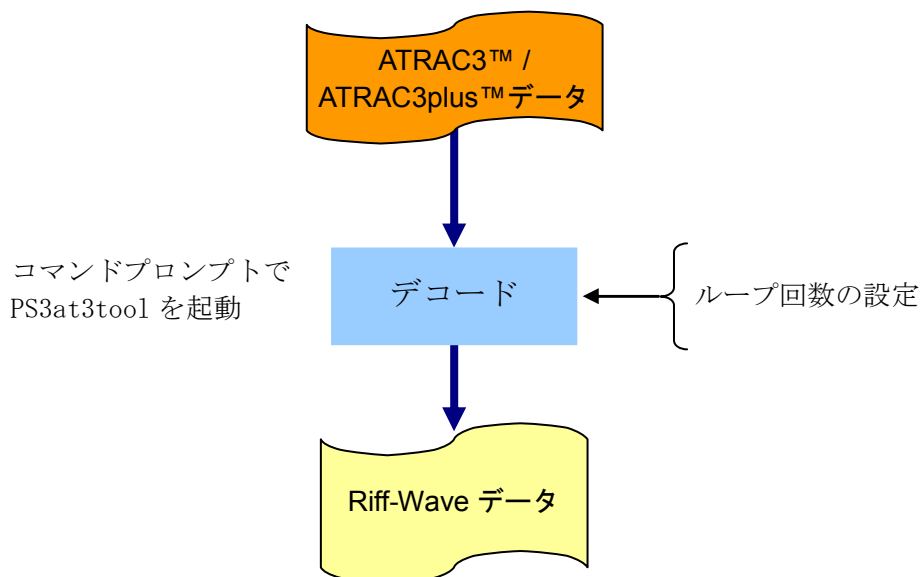 ATRAC3™ /
ATRAC3plus™データ
コマンドプロンプトで
PS3at3tool を起動
デコード
ループ回数の設定
Riff-Wave データ